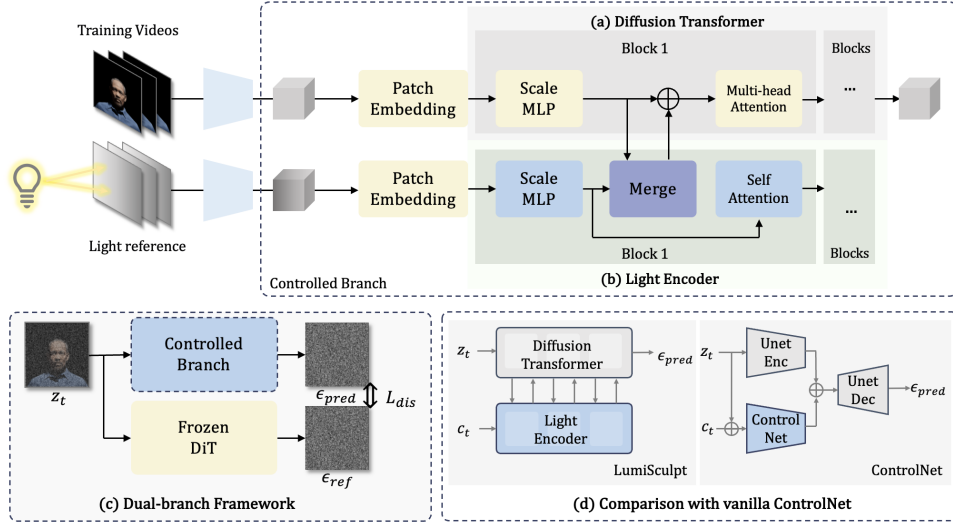 Training Videos
(a) Diffusion Transformer
Block 1
Blocks
Patch
Embedding
Scale
MLP
Multi-head
Attention
...
Light reference
Patch
Embedding
Scale
MLP
Merge
Self
Attention
...
Block 1
Blocks
(b) Light Encoder
Controlled Branch
z_t
Controlled
Branch
ϵ_pred
L_dis
Frozen
DiT
ϵ_ref
(c) Dual-branch Framework
z_t
Diffusion
Transformer
ϵ_pred
c_t
Light
Encoder
LumiSculpt
z_t
Unet
Enc
Unet
Dec
ϵ_pred
c_t
Control
Net
ControlNet
(d) Comparison with vanilla ControlNet